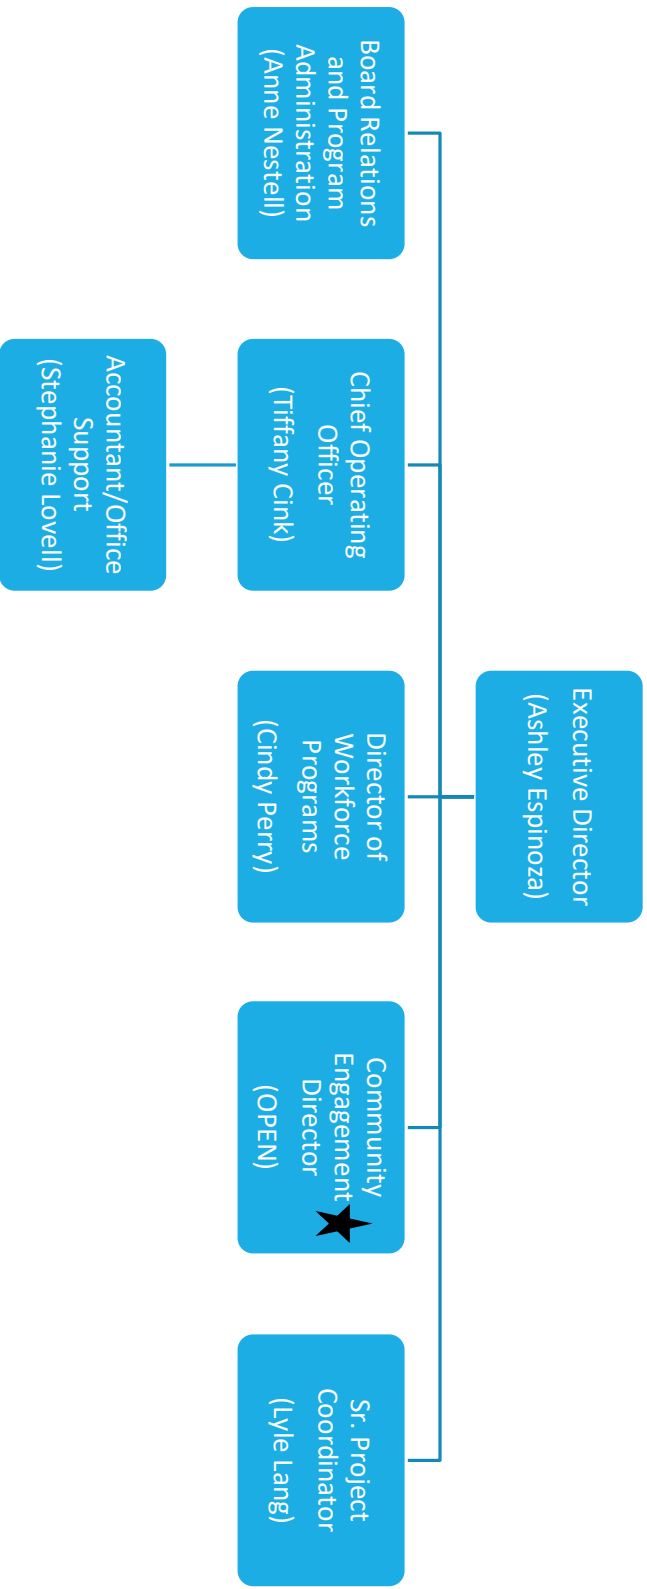 Executive Director
(Ashley Espinoza)
Board Relations
and Program
Administration
(Anne Nestell)
Chief Operating
Officer
(Tiffany Cink)
Director of
Workforce
Programs
(Cindy Perry)
Community
Engagement
Director
(OPEN)
Sr. Project
Coordinator
(Lyle Lang)
Accountant/Office
Support
(Stephanie Lovell)